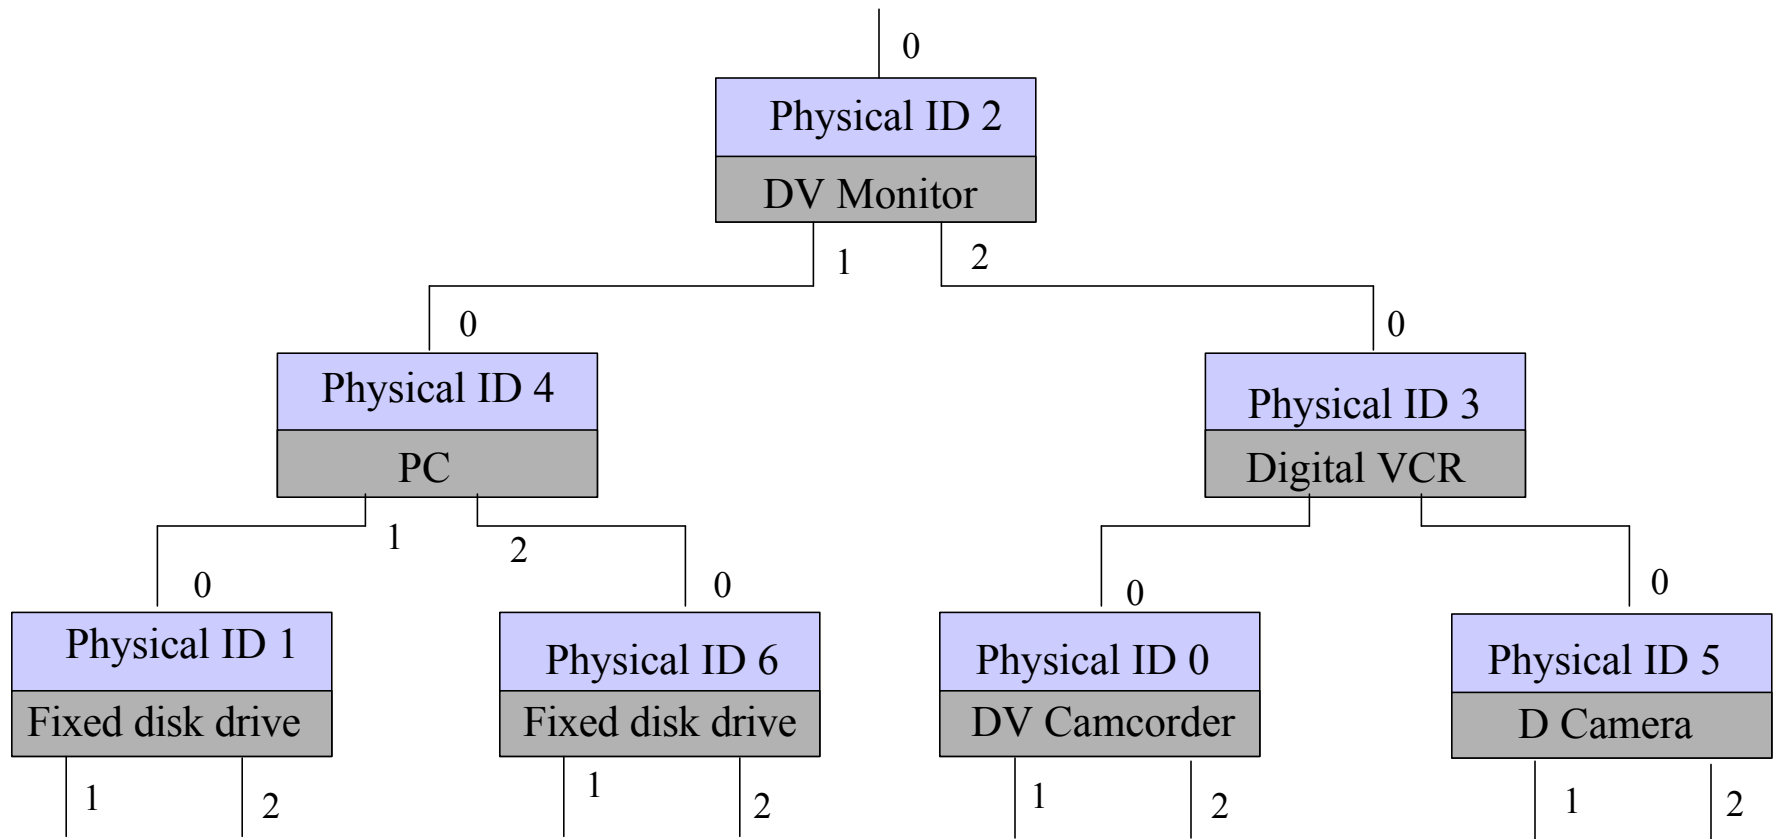 0
Physical ID 2
DV Monitor
1
2
0
0
Physical ID 4
Physical ID 3
PC
Digital VCR
1
2
0
0
0
0
Physical ID 1
Physical ID 6
Physical ID 0
Physical ID 5
Fixed disk drive
Fixed disk drive
DV Camcorder
D Camera
1
2
1
2
1
2
1
2